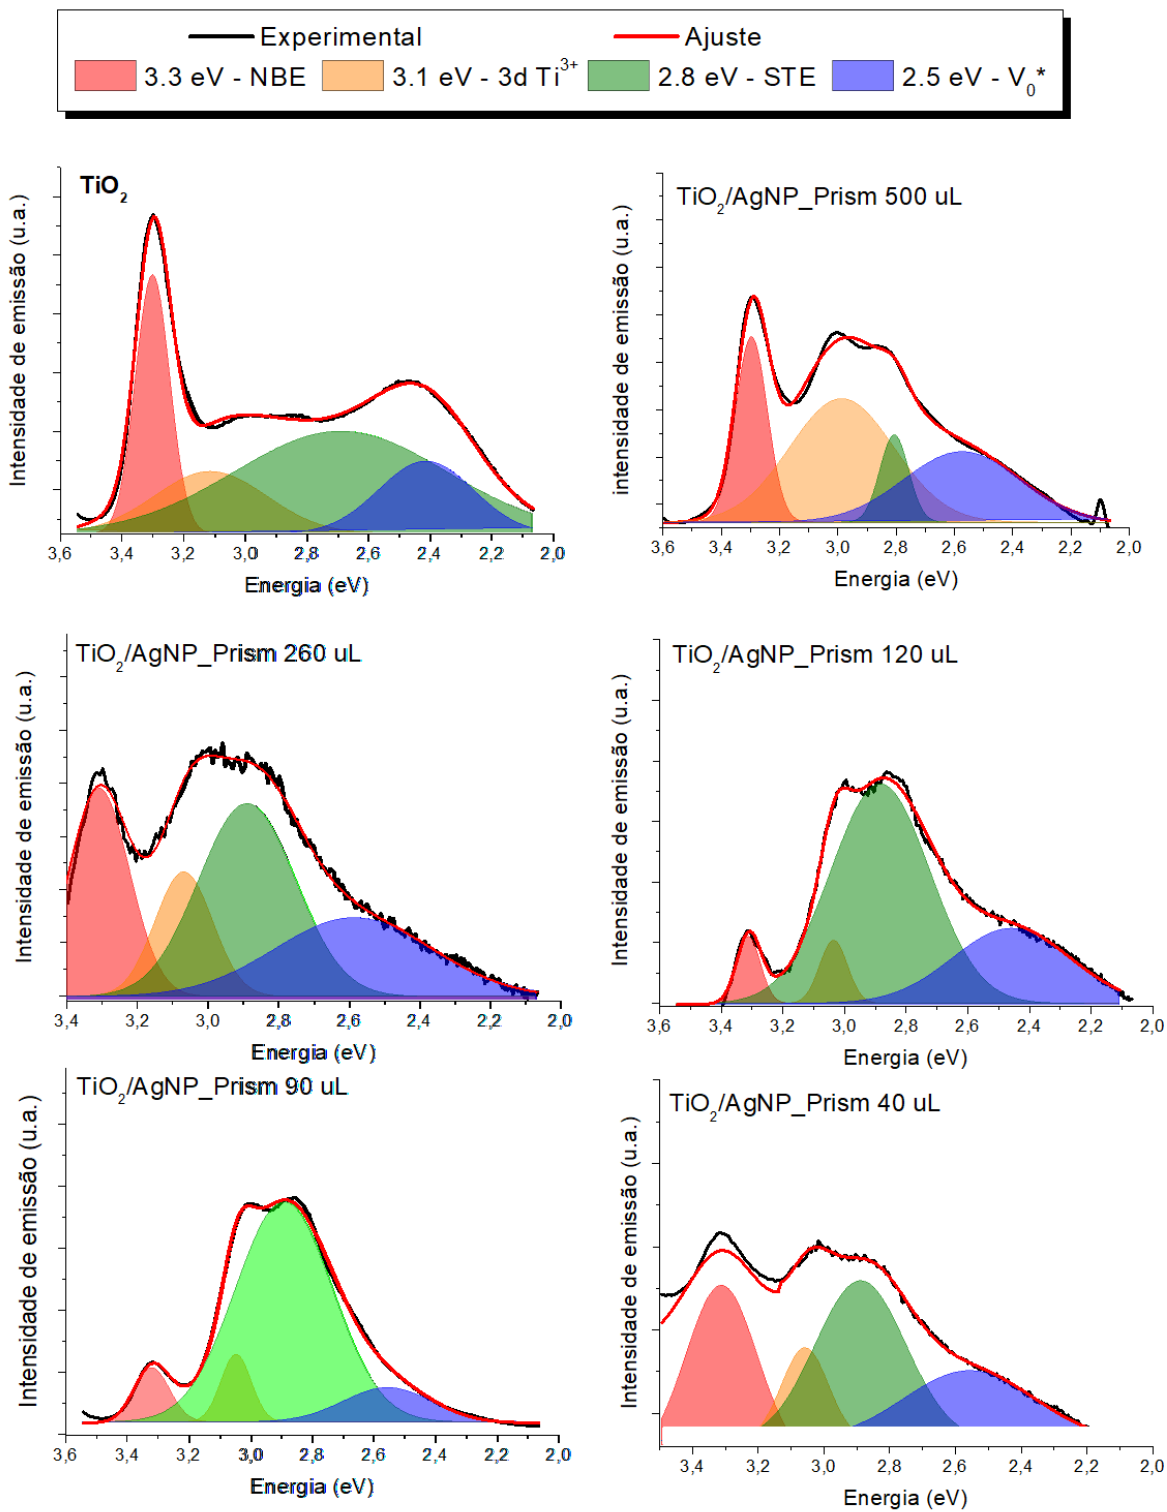 Experimental Ajuste
3.3 eV - NBE 3.1 eV - 3d Ti³⁺ 2.8 eV - STE 2.5 eV - V₀*
TiO₂
Intensidade de emissão (u.a.)
3,6 3,4 3,2 3,0 2,8 2,6 2,4 2,2 2,0
Energia (eV)
TiO₂/AgNP_Prism 500 uL
intensidade de emissão (u.a.)
3,6 3,4 3,2 3,0 2,8 2,6 2,4 2,2 2,0
Energia (eV)
TiO₂/AgNP_Prism 260 uL
Intensidade de emissão (u.a.)
3,4 3,2 3,0 2,8 2,6 2,4 2,2 2,0
Energia (eV)
TiO₂/AgNP_Prism 120 uL
Intensidade de emissão (u.a.)
3,6 3,4 3,2 3,0 2,8 2,6 2,4 2,2 2,0
Energia (eV)
TiO₂/AgNP_Prism 90 uL
Intensidade de emissão (u.a.)
3,6 3,4 3,2 3,0 2,8 2,6 2,4 2,2 2,0
Energia (eV)
TiO₂/AgNP_Prism 40 uL
Intensidade de emissão (u.a.)
3,4 3,2 3,0 2,8 2,6 2,4 2,2 2,0
Energia (eV)